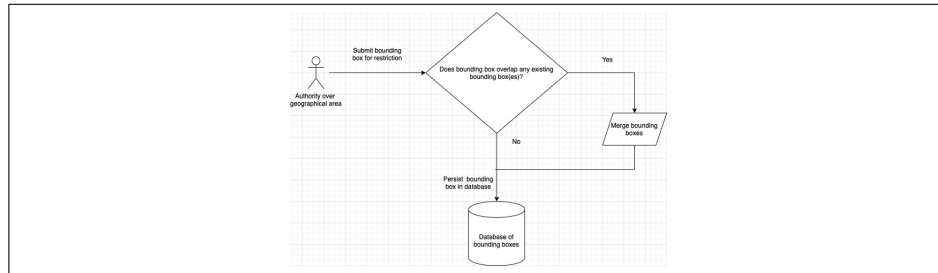 Submit bounding
box for restriction
Authority over
geographical area
Does bounding box overlap any existing
bounding box(es)?
Yes
Merge bounding
boxes
No
Persist bounding
box in database
Database of
bounding boxes